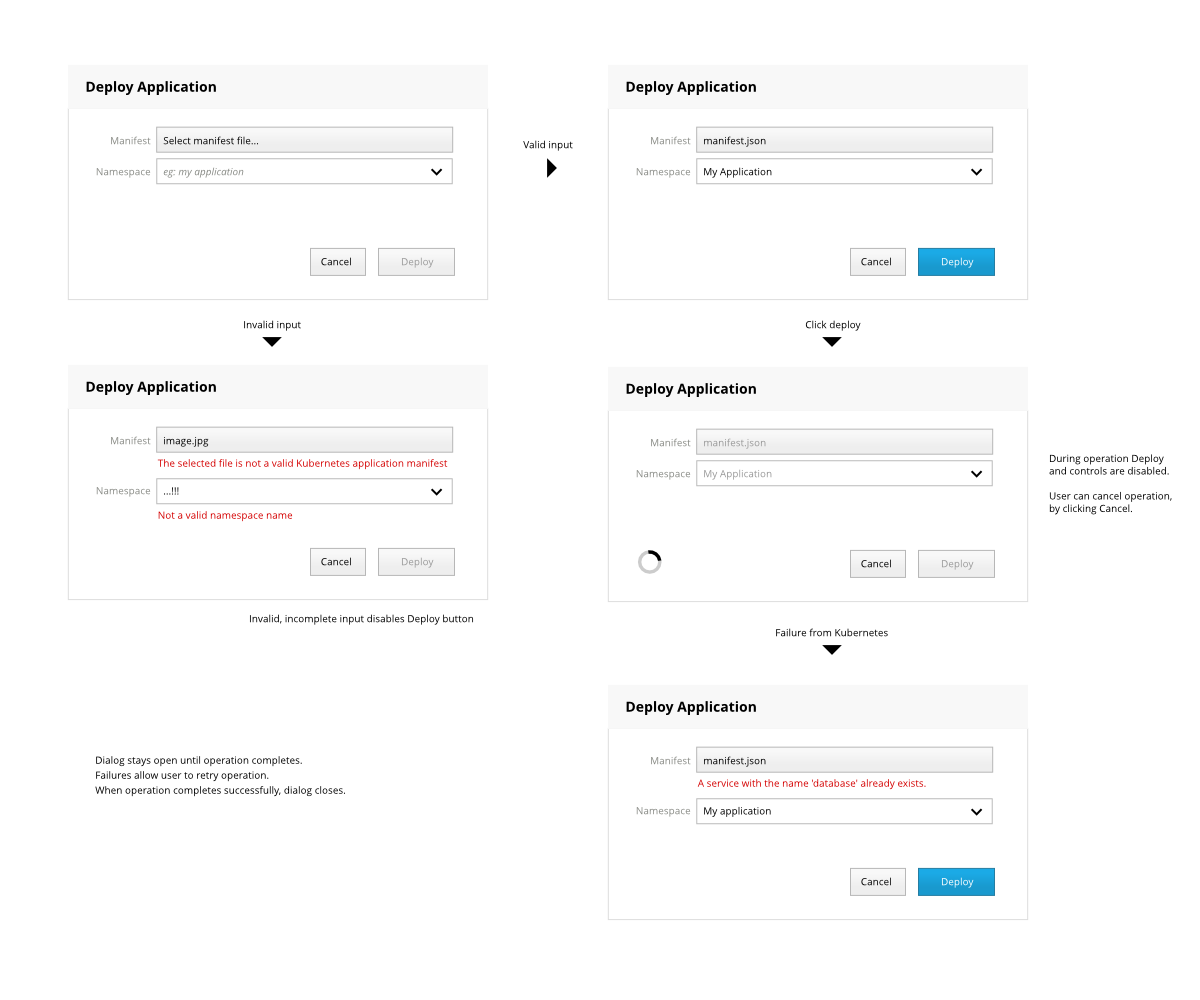 Deploy Application
Manifest
Select manifest file...
Namespace
eg: my application
Cancel
Deploy
Valid input
Deploy Application
Manifest
manifest.json
Namespace
My Application
Cancel
Deploy
Invalid input
Click deploy
Deploy Application
Manifest
image.jpg
The selected file is not a valid Kubernetes application manifest
Namespace
...!!!
Not a valid namespace name
Cancel
Deploy
Invalid, incomplete input disables Deploy button
Deploy Application
Manifest
manifest.json
Namespace
My Application
Cancel
Deploy
During operation Deploy
and controls are disabled.
User can cancel operation,
by clicking Cancel.
Failure from Kubernetes
Deploy Application
Manifest
manifest.json
A service with the name 'database' already exists.
Namespace
My application
Cancel
Deploy
Dialog stays open until operation completes.
Failures allow user to retry operation.
When operation completes successfully, dialog closes.